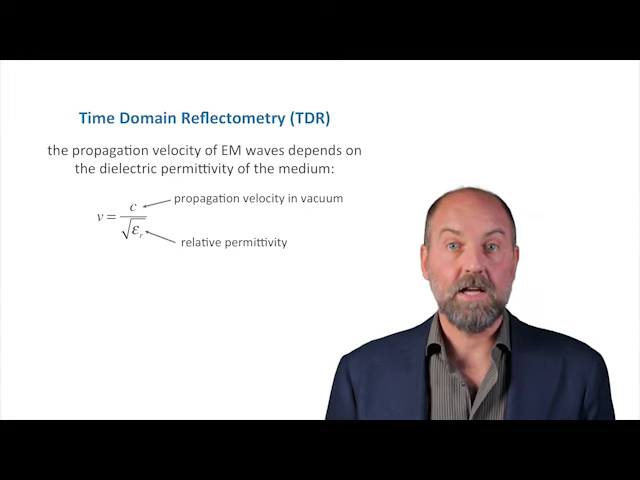 Time Domain Reflectometry (TDR)
the propagation velocity of EM waves depends on
the dielectric permittivity of the medium:
propagation velocity in vacuum
v = c / √εr
relative permittivity